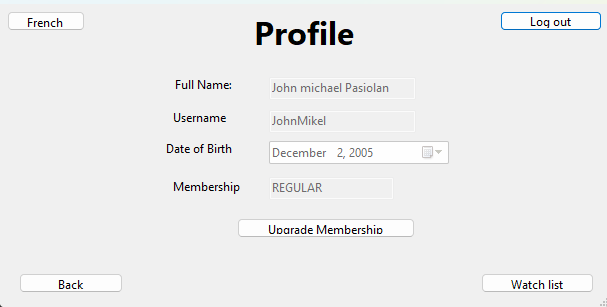 French
Log out
Profile
Full Name:
John michael Pasiolan
Username
JohnMikel
Date of Birth
December 2, 2005
Membership
REGULAR
Upgrade Membership
Back
Watch list